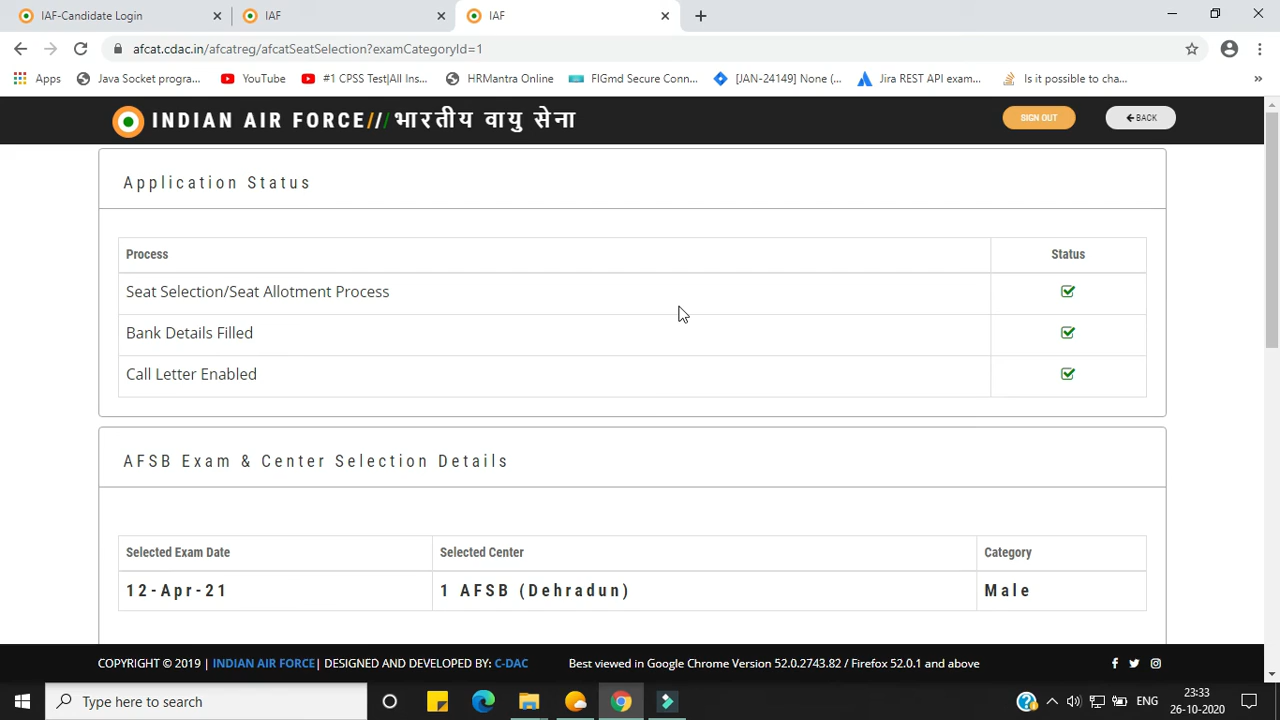 IAF-Candidate Login
IAF
IAF
afcat.cdac.in/afcatreg/afcatSeatSelection?examCategoryId=1
Apps
Java Socket progra...
YouTube
#1 CPSS Test|All Ins...
HRMantra Online
FIGmd Secure Conn...
[JAN-24149] None (...
Jira REST API exam...
Is it possible to cha...
»
INDIAN AIR FORCE//भारतीय वायु सेना
SIGN OUT
BACK
Application Status
Process
Status
Seat Selection/Seat Allotment Process
Bank Details Filled
Call Letter Enabled
AFSB Exam & Center Selection Details
Selected Exam Date
Selected Center
Category
12-Apr-21
1 AFSB (Dehradun)
Male
COPYRIGHT © 2019 | INDIAN AIR FORCE| DESIGNED AND DEVELOPED BY: C-DAC
Best viewed in Google Chrome Version 52.0.2743.82 / Firefox 52.0.1 and above
Type here to search
ENG
23:33
26-10-2020